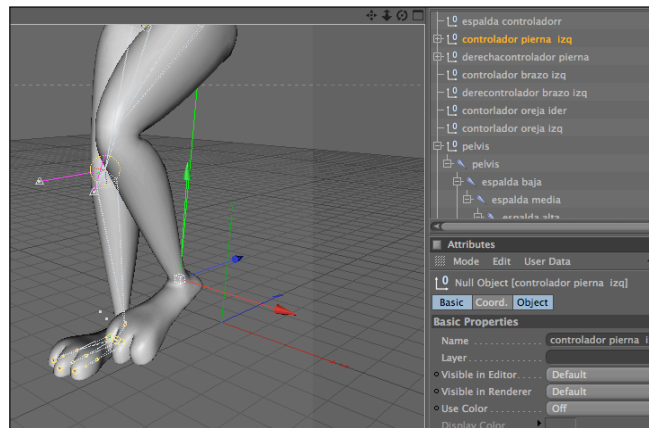 espalda controladorr
controlador pierna izq
derechacontrolador pierna
controlador brazo izq
derecontrolador brazo izq
contorlador oreja ider
contorlador oreja izq
pelvis
pelvis
espalda baja
espalda media
espalda alta
Attributes
Mode Edit User Data
Null Object [controlador pierna izq]
Basic Coord. Object
Basic Properties
Name controlador pierna i
Layer
Visible in Editor Default
Visible in Renderer Default
Use Color Off
Display Color